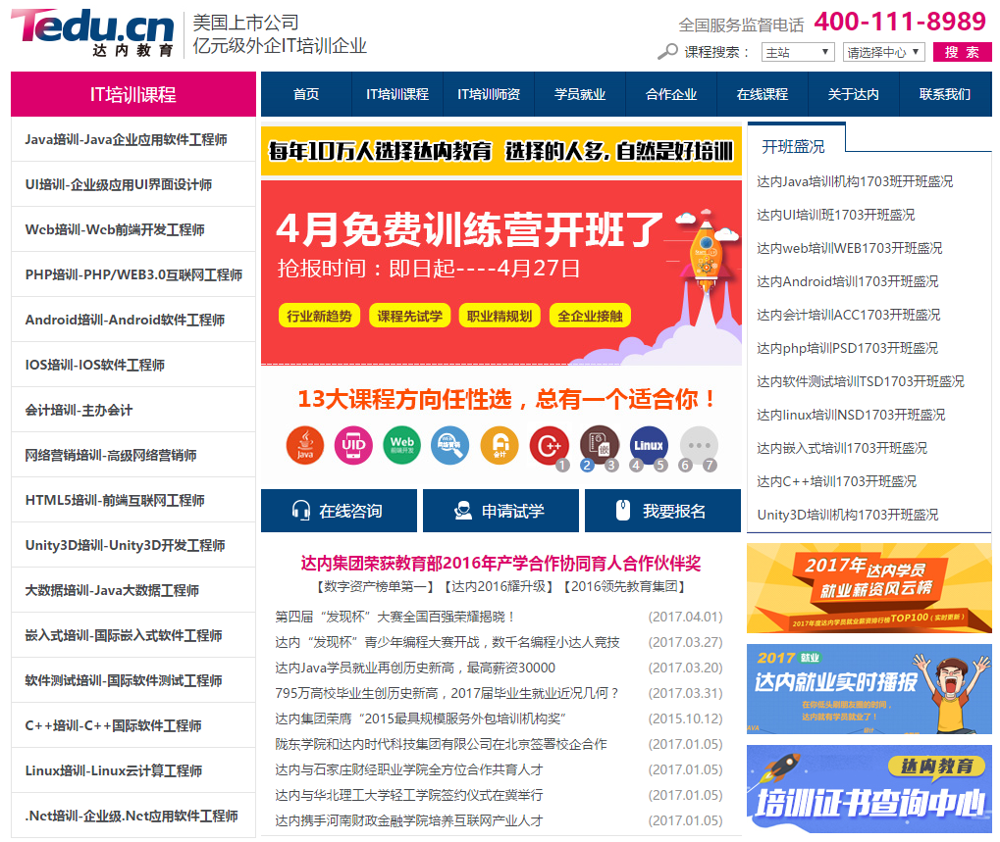 Tedu.cn
达内教育
美国上市公司
亿元级外企IT培训企业
全国服务监督电话 400-111-8989
课程搜索： 主站 请选择中心 搜 索
IT培训课程
首页 IT培训课程 IT培训师资 学员就业 合作企业 在线课程 关于达内 联系我们
Java培训-Java企业应用软件工程师
UI培训-企业级应用UI界面设计师
Web培训-Web前端开发工程师
PHP培训-PHP/WEB3.0互联网工程师
Android培训-Android软件工程师
IOS培训-IOS软件工程师
会计培训-主办会计
网络营销培训-高级网络营销师
HTML5培训-前端互联网工程师
Unity3D培训-Unity3D开发工程师
大数据培训-Java大数据工程师
嵌入式培训-国际嵌入式软件工程师
软件测试培训-国际软件测试工程师
C++培训-C++国际软件工程师
Linux培训-Linux云计算工程师
.Net培训-企业级.Net应用软件工程师
每年10万人选择达内教育 选择的人多,自然是好培训
4月免费训练营开班了
抢报时间：即日起----4月27日
行业新趋势 课程先试学 职业精规划 全企业接触
13大课程方向任性选，总有一个适合你！
Java UID Web 前端开发 网络营销 会计 C++ 嵌 Linux
1 2 3 4 5 6 7
在线咨询 申请试学 我要报名
达内集团荣获教育部2016年产学合作协同育人合作伙伴奖
【数字资产榜单第一】【达内2016耀升级】【2016领先教育集团】
第四届“发现杯”大赛全国百强荣耀揭晓！ (2017.04.01)
达内“发现杯”青少年编程大赛开战，数千名编程小达人竞技 (2017.03.27)
达内Java学员就业再创历史新高，最高薪资30000 (2017.03.20)
795万高校毕业生创历史新高，2017届毕业生就业近况几何？ (2017.03.31)
达内集团荣膺“2015最具规模服务外包培训机构奖” (2015.10.12)
陇东学院和达内时代科技集团有限公司在北京签署校企合作 (2017.01.05)
达内与石家庄财经职业学院全方位合作共育人才 (2017.01.05)
达内与华北理工大学轻工学院签约仪式在冀举行 (2017.01.05)
达内携手河南财政金融学院培养互联网产业人才 (2017.01.05)
开班盛况
达内Java培训机构1703班开班盛况
达内UI培训班1703开班盛况
达内web培训WEB1703开班盛况
达内Android培训1703开班盛况
达内会计培训ACC1703开班盛况
达内php培训PSD1703开班盛况
达内软件测试培训TSD1703开班盛况
达内linux培训NSD1703开班盛况
达内嵌入式培训1703开班盛况
达内C++培训1703开班盛况
Unity3D培训机构1703开班盛况
2017年达内学员
就业薪资风云榜
2017年度达内学员就业薪资排行榜TOP100（实时更新）
2017 就业
达内就业实时播报
在你低头刷朋友圈的时间，
达内就有学员就业了！
达内教育
培训证书查询中心